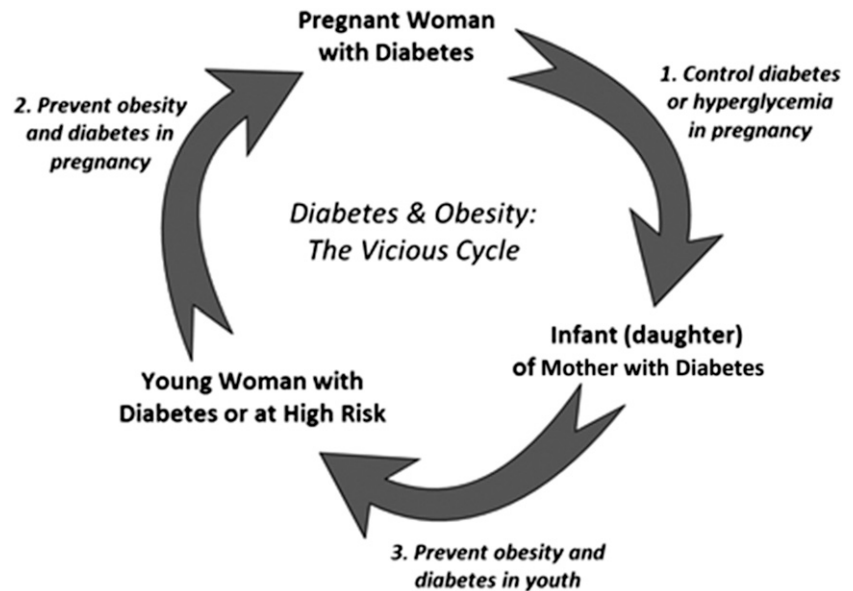 Pregnant Woman
with Diabetes
1. Control diabetes
or hyperglycemia
in pregnancy
2. Prevent obesity
and diabetes in
pregnancy
Diabetes & Obesity:
The Vicious Cycle
Infant (daughter)
of Mother with Diabetes
Young Woman with
Diabetes or at High Risk
3. Prevent obesity and
diabetes in youth